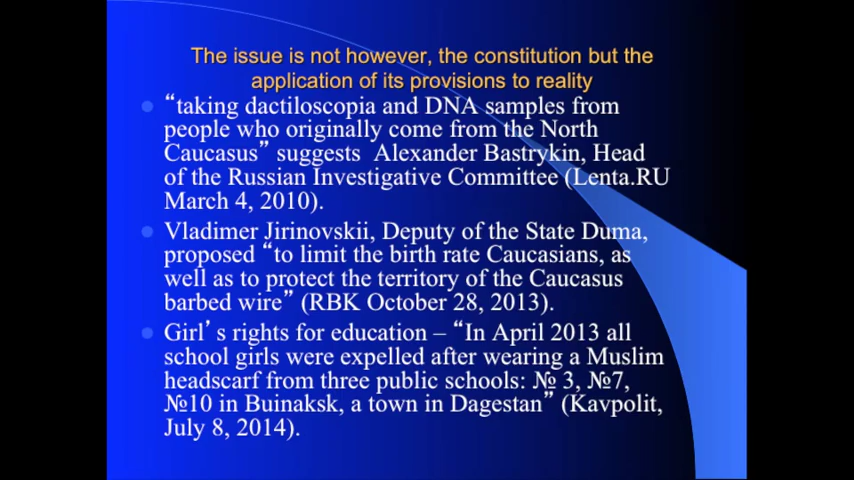 The issue is not however, the constitution but the
application of its provisions to reality
“taking dactiloscopia and DNA samples from
people who originally come from the North
Caucasus” suggests Alexander Bastrykin, Head
of the Russian Investigative Committee (Lenta.RU
March 4, 2010).
Vladimer Jirinovskii, Deputy of the State Duma,
proposed “to limit the birth rate Caucasians, as
well as to protect the territory of the Caucasus
barbed wire” (RBK October 28, 2013).
Girl’s rights for education – “In April 2013 all
school girls were expelled after wearing a Muslim
headscarf from three public schools: № 3, №7,
№10 in Buinaksk, a town in Dagestan” (Kavpolit,
July 8, 2014).